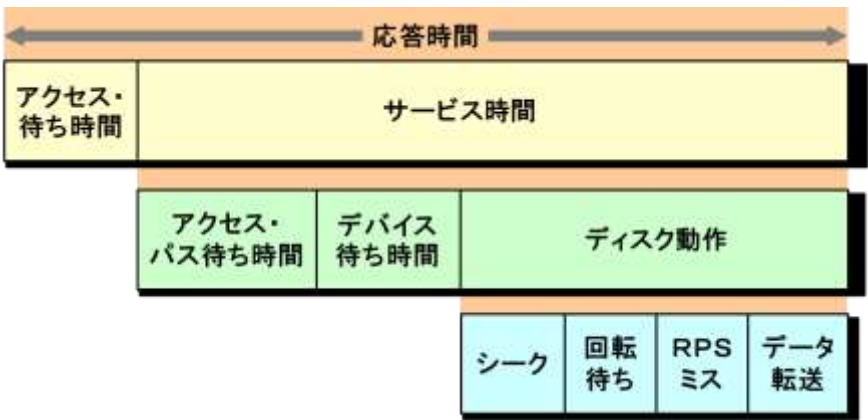 応答時間
アクセス・
待ち時間
サービス時間
アクセス・
パス待ち時間
デバイス
待ち時間
ディスク動作
シーク
回転
待ち
RPS
ミス
データ
転送